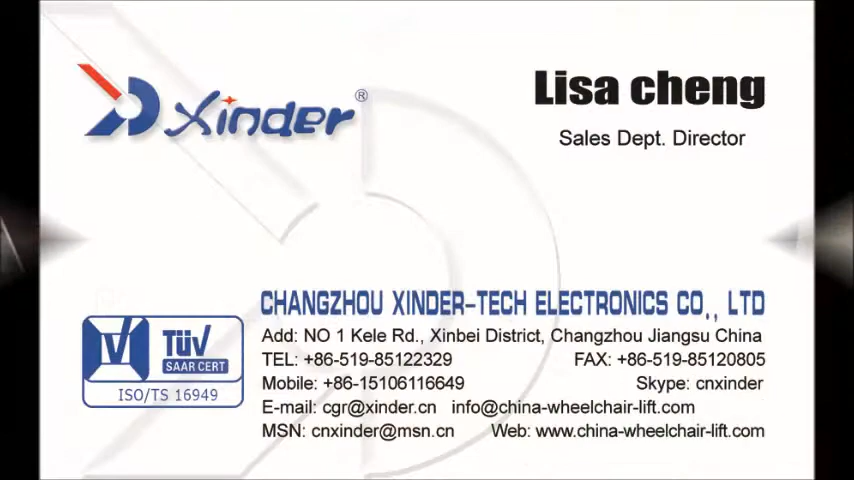 Xinder®
Lisa cheng
Sales Dept. Director
CHANGZHOU XINDER-TECH ELECTRONICS CO., LTD
Add: NO 1 Kele Rd., Xinbei District, Changzhou Jiangsu China
TEL: +86-519-85122329 FAX: +86-519-85120805
Mobile: +86-15106116649 Skype: cnxinder
E-mail: cgr@xinder.cn info@china-wheelchair-lift.com
MSN: cnxinder@msn.cn Web: www.china-wheelchair-lift.com
TÜV
SAAR CERT
ISO/TS 16949